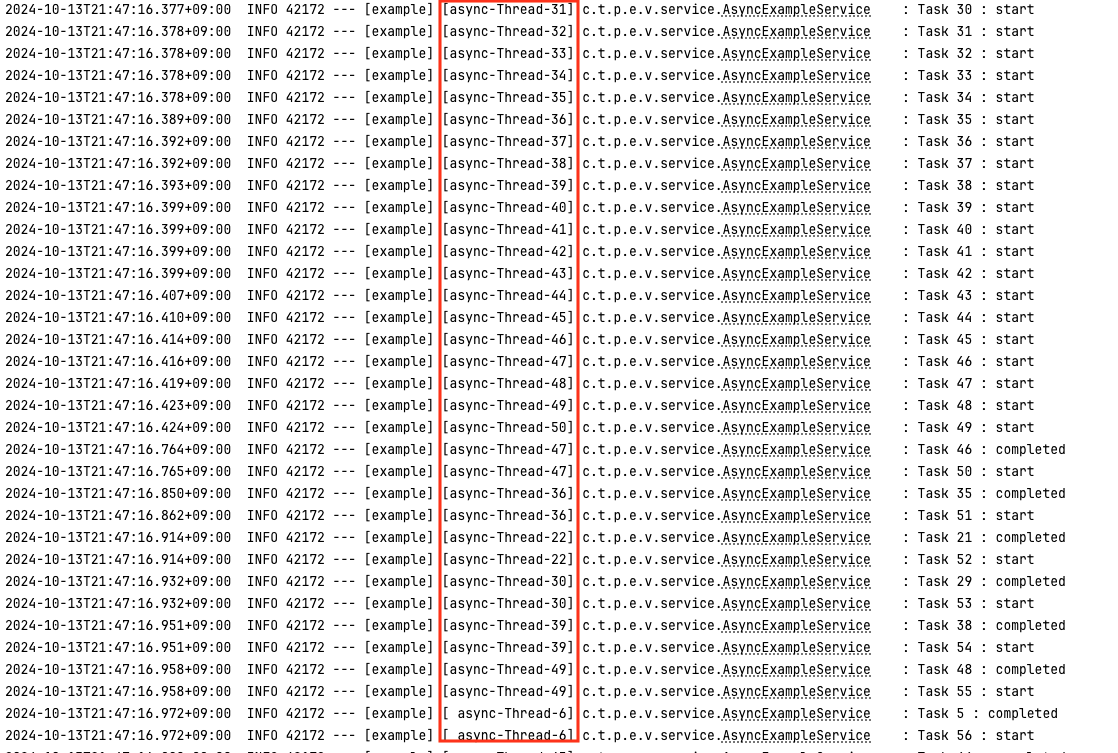 2024-10-13T21:47:16.377+09:00  INFO 42172 --- [example] [async-Thread-31] c.t.p.e.v.service.AsyncExampleService    : Task 30 : start
2024-10-13T21:47:16.378+09:00  INFO 42172 --- [example] [async-Thread-32] c.t.p.e.v.service.AsyncExampleService    : Task 31 : start
2024-10-13T21:47:16.378+09:00  INFO 42172 --- [example] [async-Thread-33] c.t.p.e.v.service.AsyncExampleService    : Task 32 : start
2024-10-13T21:47:16.378+09:00  INFO 42172 --- [example] [async-Thread-34] c.t.p.e.v.service.AsyncExampleService    : Task 33 : start
2024-10-13T21:47:16.378+09:00  INFO 42172 --- [example] [async-Thread-35] c.t.p.e.v.service.AsyncExampleService    : Task 34 : start
2024-10-13T21:47:16.389+09:00  INFO 42172 --- [example] [async-Thread-36] c.t.p.e.v.service.AsyncExampleService    : Task 35 : start
2024-10-13T21:47:16.392+09:00  INFO 42172 --- [example] [async-Thread-37] c.t.p.e.v.service.AsyncExampleService    : Task 36 : start
2024-10-13T21:47:16.392+09:00  INFO 42172 --- [example] [async-Thread-38] c.t.p.e.v.service.AsyncExampleService    : Task 37 : start
2024-10-13T21:47:16.393+09:00  INFO 42172 --- [example] [async-Thread-39] c.t.p.e.v.service.AsyncExampleService    : Task 38 : start
2024-10-13T21:47:16.399+09:00  INFO 42172 --- [example] [async-Thread-40] c.t.p.e.v.service.AsyncExampleService    : Task 39 : start
2024-10-13T21:47:16.399+09:00  INFO 42172 --- [example] [async-Thread-41] c.t.p.e.v.service.AsyncExampleService    : Task 40 : start
2024-10-13T21:47:16.399+09:00  INFO 42172 --- [example] [async-Thread-42] c.t.p.e.v.service.AsyncExampleService    : Task 41 : start
2024-10-13T21:47:16.399+09:00  INFO 42172 --- [example] [async-Thread-43] c.t.p.e.v.service.AsyncExampleService    : Task 42 : start
2024-10-13T21:47:16.407+09:00  INFO 42172 --- [example] [async-Thread-44] c.t.p.e.v.service.AsyncExampleService    : Task 43 : start
2024-10-13T21:47:16.410+09:00  INFO 42172 --- [example] [async-Thread-45] c.t.p.e.v.service.AsyncExampleService    : Task 44 : start
2024-10-13T21:47:16.414+09:00  INFO 42172 --- [example] [async-Thread-46] c.t.p.e.v.service.AsyncExampleService    : Task 45 : start
2024-10-13T21:47:16.416+09:00  INFO 42172 --- [example] [async-Thread-47] c.t.p.e.v.service.AsyncExampleService    : Task 46 : start
2024-10-13T21:47:16.419+09:00  INFO 42172 --- [example] [async-Thread-48] c.t.p.e.v.service.AsyncExampleService    : Task 47 : start
2024-10-13T21:47:16.423+09:00  INFO 42172 --- [example] [async-Thread-49] c.t.p.e.v.service.AsyncExampleService    : Task 48 : start
2024-10-13T21:47:16.424+09:00  INFO 42172 --- [example] [async-Thread-50] c.t.p.e.v.service.AsyncExampleService    : Task 49 : start
2024-10-13T21:47:16.764+09:00  INFO 42172 --- [example] [async-Thread-47] c.t.p.e.v.service.AsyncExampleService    : Task 46 : completed
2024-10-13T21:47:16.765+09:00  INFO 42172 --- [example] [async-Thread-47] c.t.p.e.v.service.AsyncExampleService    : Task 50 : start
2024-10-13T21:47:16.850+09:00  INFO 42172 --- [example] [async-Thread-36] c.t.p.e.v.service.AsyncExampleService    : Task 35 : completed
2024-10-13T21:47:16.862+09:00  INFO 42172 --- [example] [async-Thread-36] c.t.p.e.v.service.AsyncExampleService    : Task 51 : start
2024-10-13T21:47:16.914+09:00  INFO 42172 --- [example] [async-Thread-22] c.t.p.e.v.service.AsyncExampleService    : Task 21 : completed
2024-10-13T21:47:16.914+09:00  INFO 42172 --- [example] [async-Thread-22] c.t.p.e.v.service.AsyncExampleService    : Task 52 : start
2024-10-13T21:47:16.932+09:00  INFO 42172 --- [example] [async-Thread-30] c.t.p.e.v.service.AsyncExampleService    : Task 29 : completed
2024-10-13T21:47:16.932+09:00  INFO 42172 --- [example] [async-Thread-30] c.t.p.e.v.service.AsyncExampleService    : Task 53 : start
2024-10-13T21:47:16.951+09:00  INFO 42172 --- [example] [async-Thread-39] c.t.p.e.v.service.AsyncExampleService    : Task 38 : completed
2024-10-13T21:47:16.951+09:00  INFO 42172 --- [example] [async-Thread-39] c.t.p.e.v.service.AsyncExampleService    : Task 54 : start
2024-10-13T21:47:16.958+09:00  INFO 42172 --- [example] [async-Thread-49] c.t.p.e.v.service.AsyncExampleService    : Task 48 : completed
2024-10-13T21:47:16.958+09:00  INFO 42172 --- [example] [async-Thread-49] c.t.p.e.v.service.AsyncExampleService    : Task 55 : start
2024-10-13T21:47:16.972+09:00  INFO 42172 --- [example] [ async-Thread-6] c.t.p.e.v.service.AsyncExampleService    : Task 5 : completed
2024-10-13T21:47:16.972+09:00  INFO 42172 --- [example] [ async-Thread-6] c.t.p.e.v.service.AsyncExampleService    : Task 56 : start